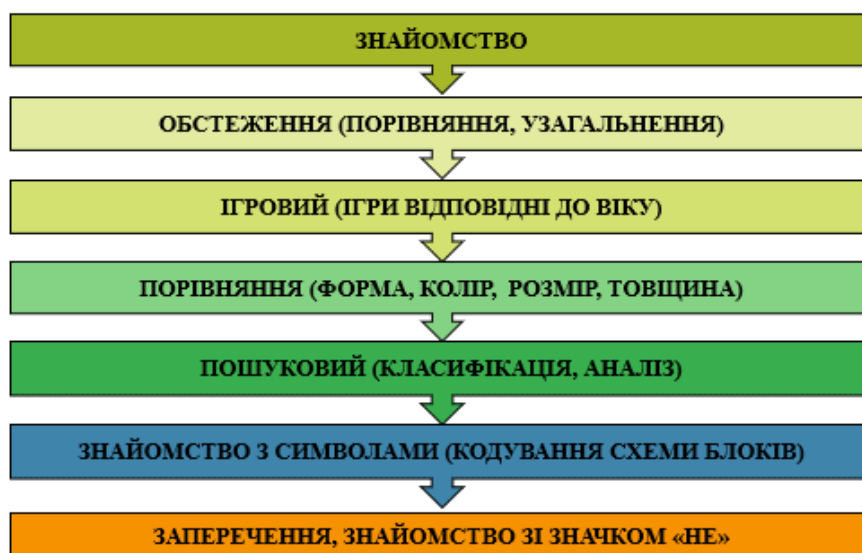 ЗНАЙОМСТВО
ОБСТЕЖЕННЯ (ПОРІВНЯННЯ, УЗАГАЛЬНЕННЯ)
ІГРОВИЙ (ІГРИ ВІДПОВІДНІ ДО ВІКУ)
ПОРІВНЯННЯ (ФОРМА, КОЛІР, РОЗМІР, ТОВЩИНА)
ПОШУКОВИЙ (КЛАСИФІКАЦІЯ, АНАЛІЗ)
ЗНАЙОМСТВО З СИМВОЛАМИ (КОДУВАННЯ СХЕМИ БЛОКІВ)
ЗАПЕРЕЧЕННЯ, ЗНАЙОМСТВО ЗІ ЗНАЧКОМ «НЕ»